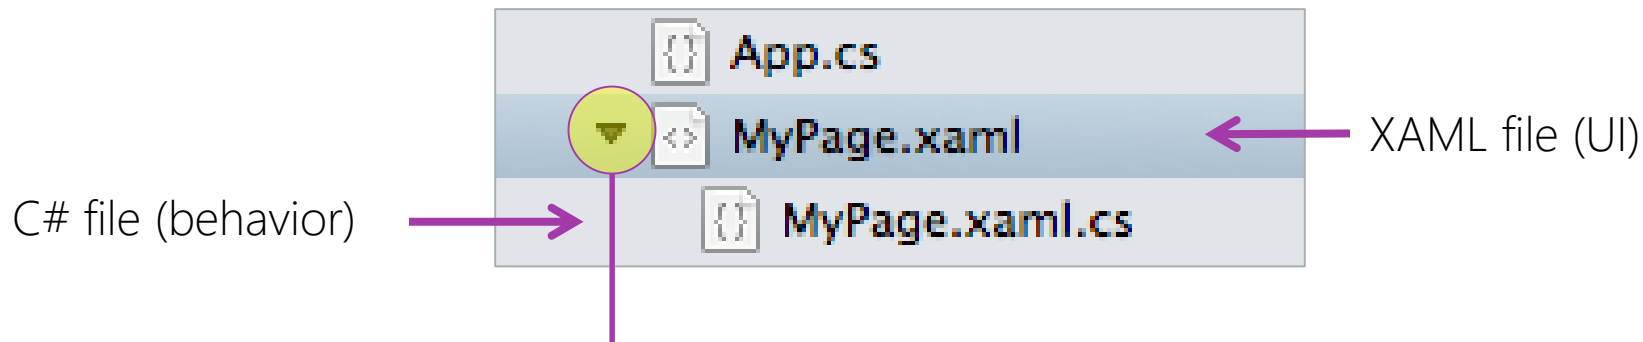 App.cs
MyPage.xaml
XAML file (UI)
C# file (behavior)
MyPage.xaml.cs